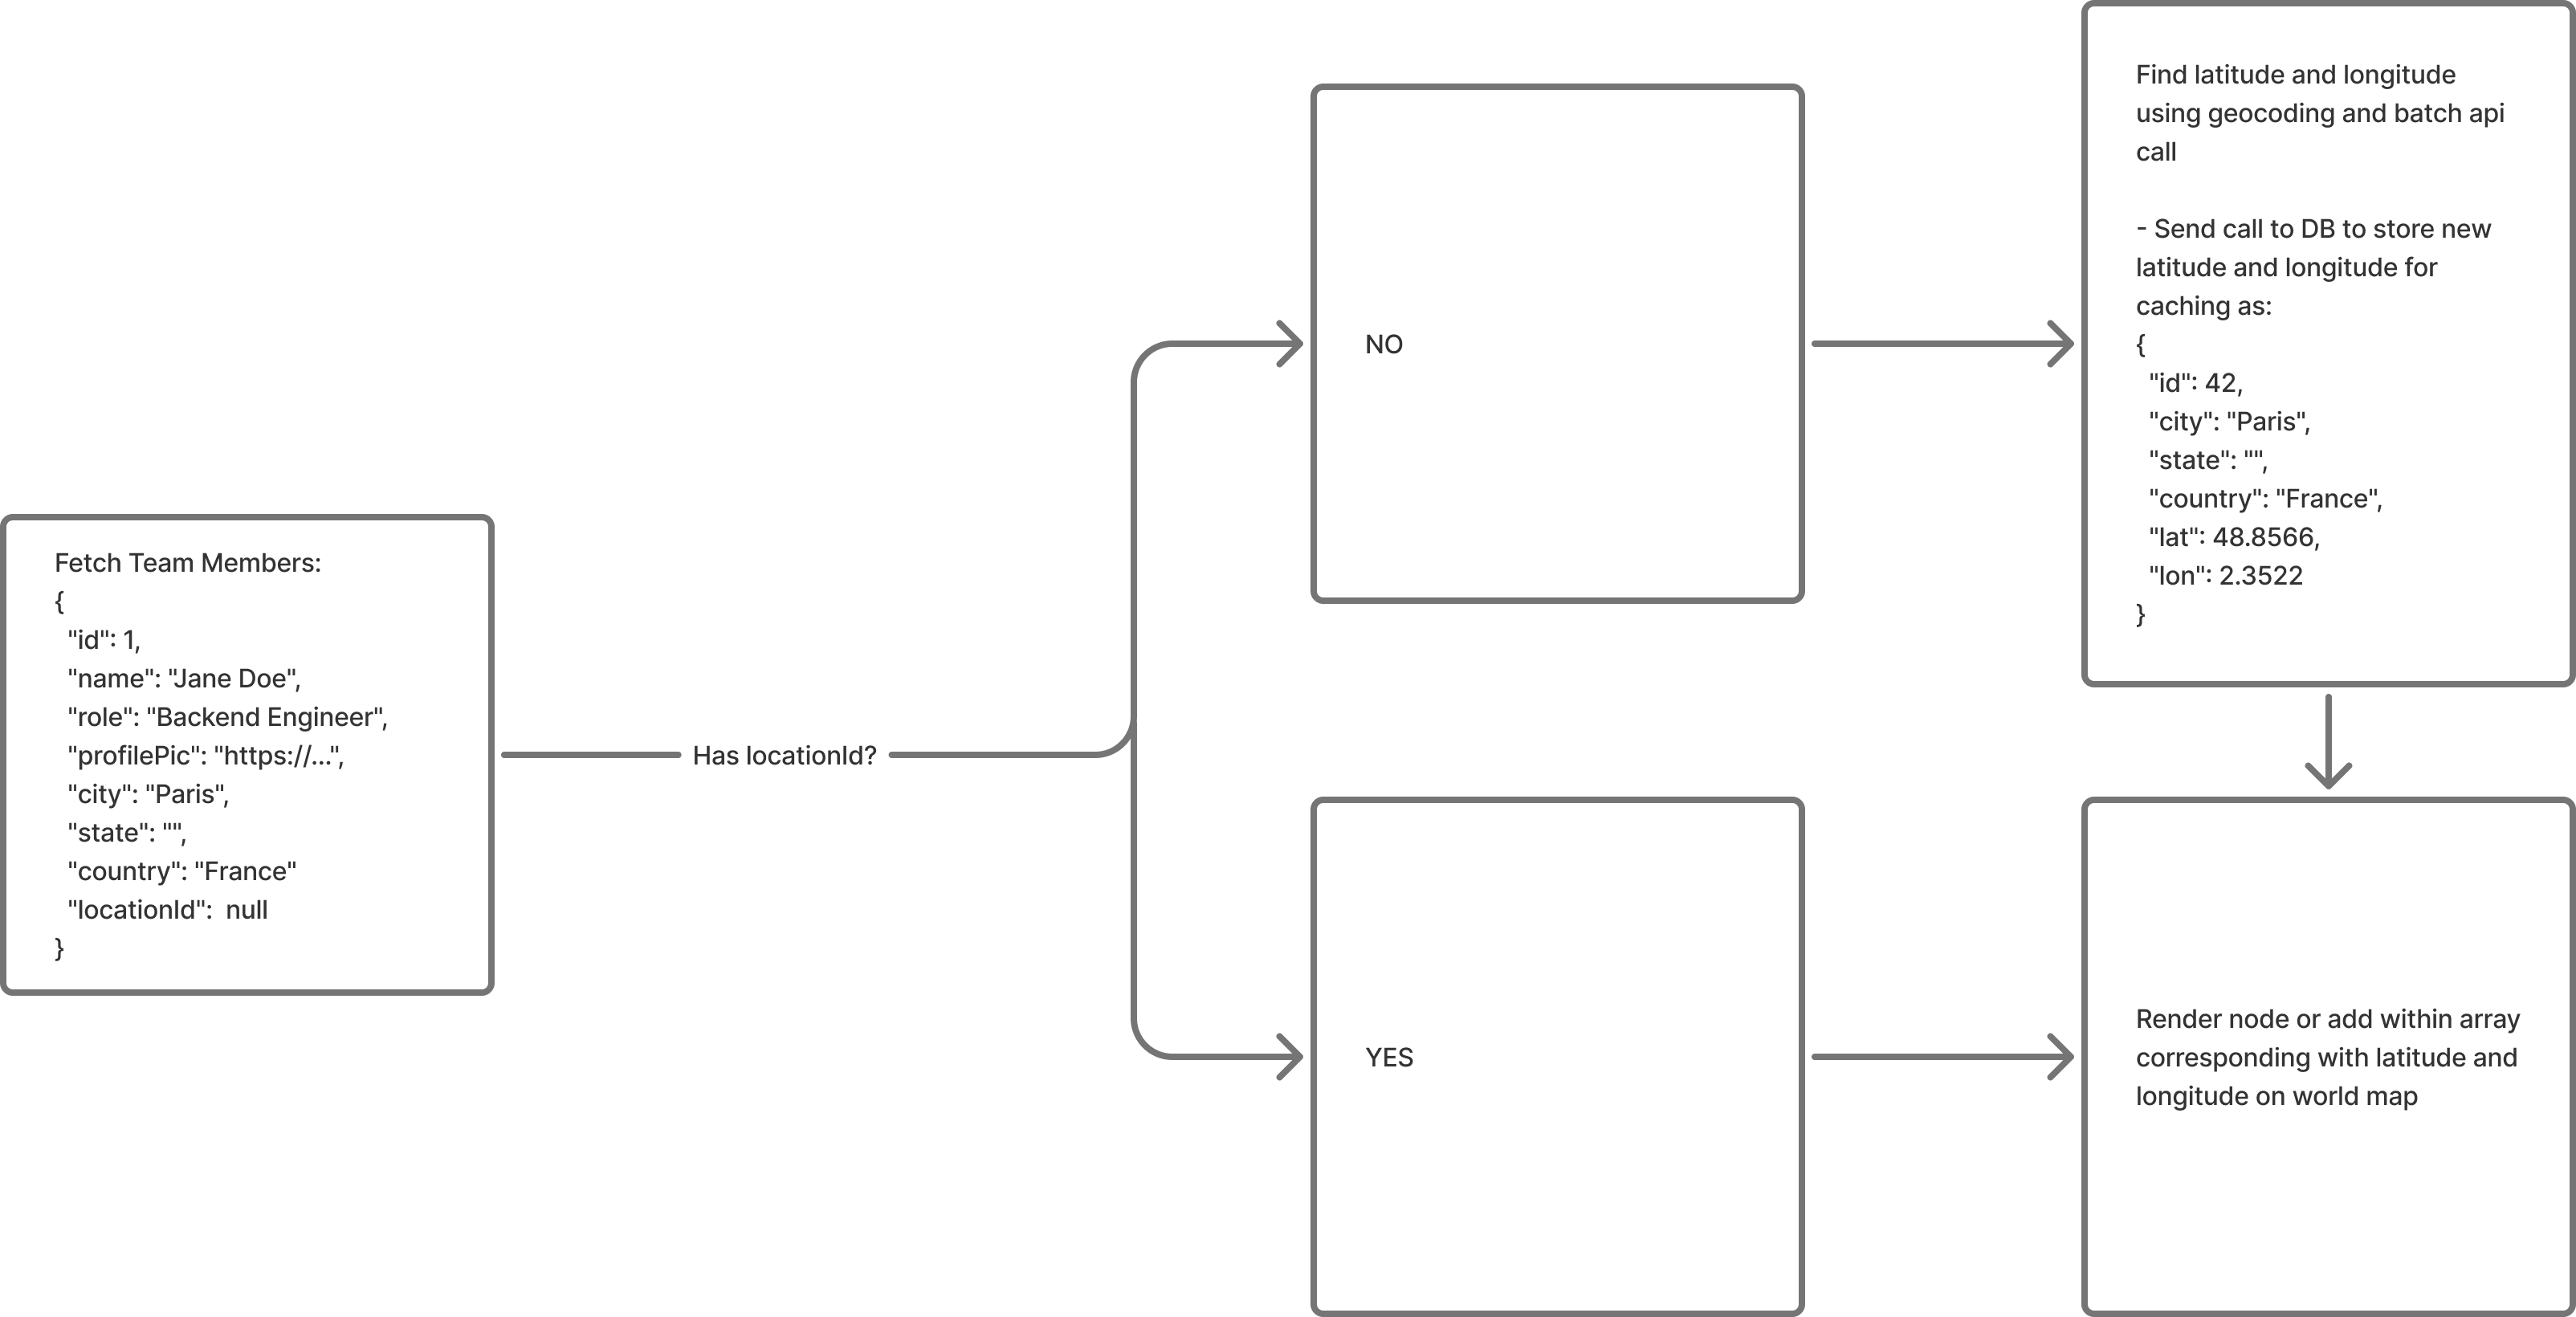 Fetch Team Members:
{
  "id": 1,
  "name": "Jane Doe",
  "role": "Backend Engineer",
  "profilePic": "https://...",
  "city": "Paris",
  "state": "",
  "country": "France"
  "locationId":  null
}
Has locationId?
NO
Find latitude and longitude
using geocoding and batch api
call

- Send call to DB to store new
latitude and longitude for
caching as:
{
  "id": 42,
  "city": "Paris",
  "state": "",
  "country": "France",
  "lat": 48.8566,
  "lon": 2.3522
}
YES
Render node or add within array
corresponding with latitude and
longitude on world map